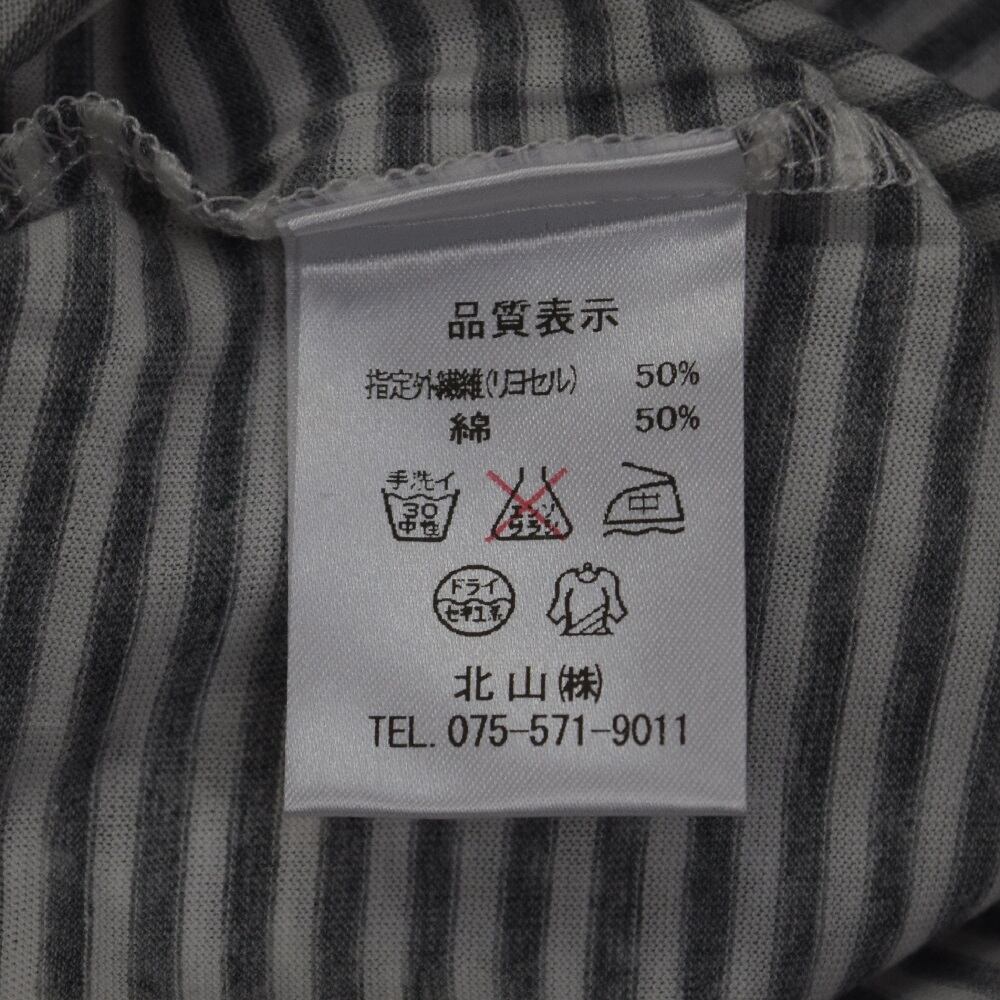 品質表示
指定外繊維(リヨセル) 50%
綿 50%
手洗イ
30
中性
エンソ
サラシ
中
ドライ
セキユ系
北山(株)
TEL. 075-571-9011